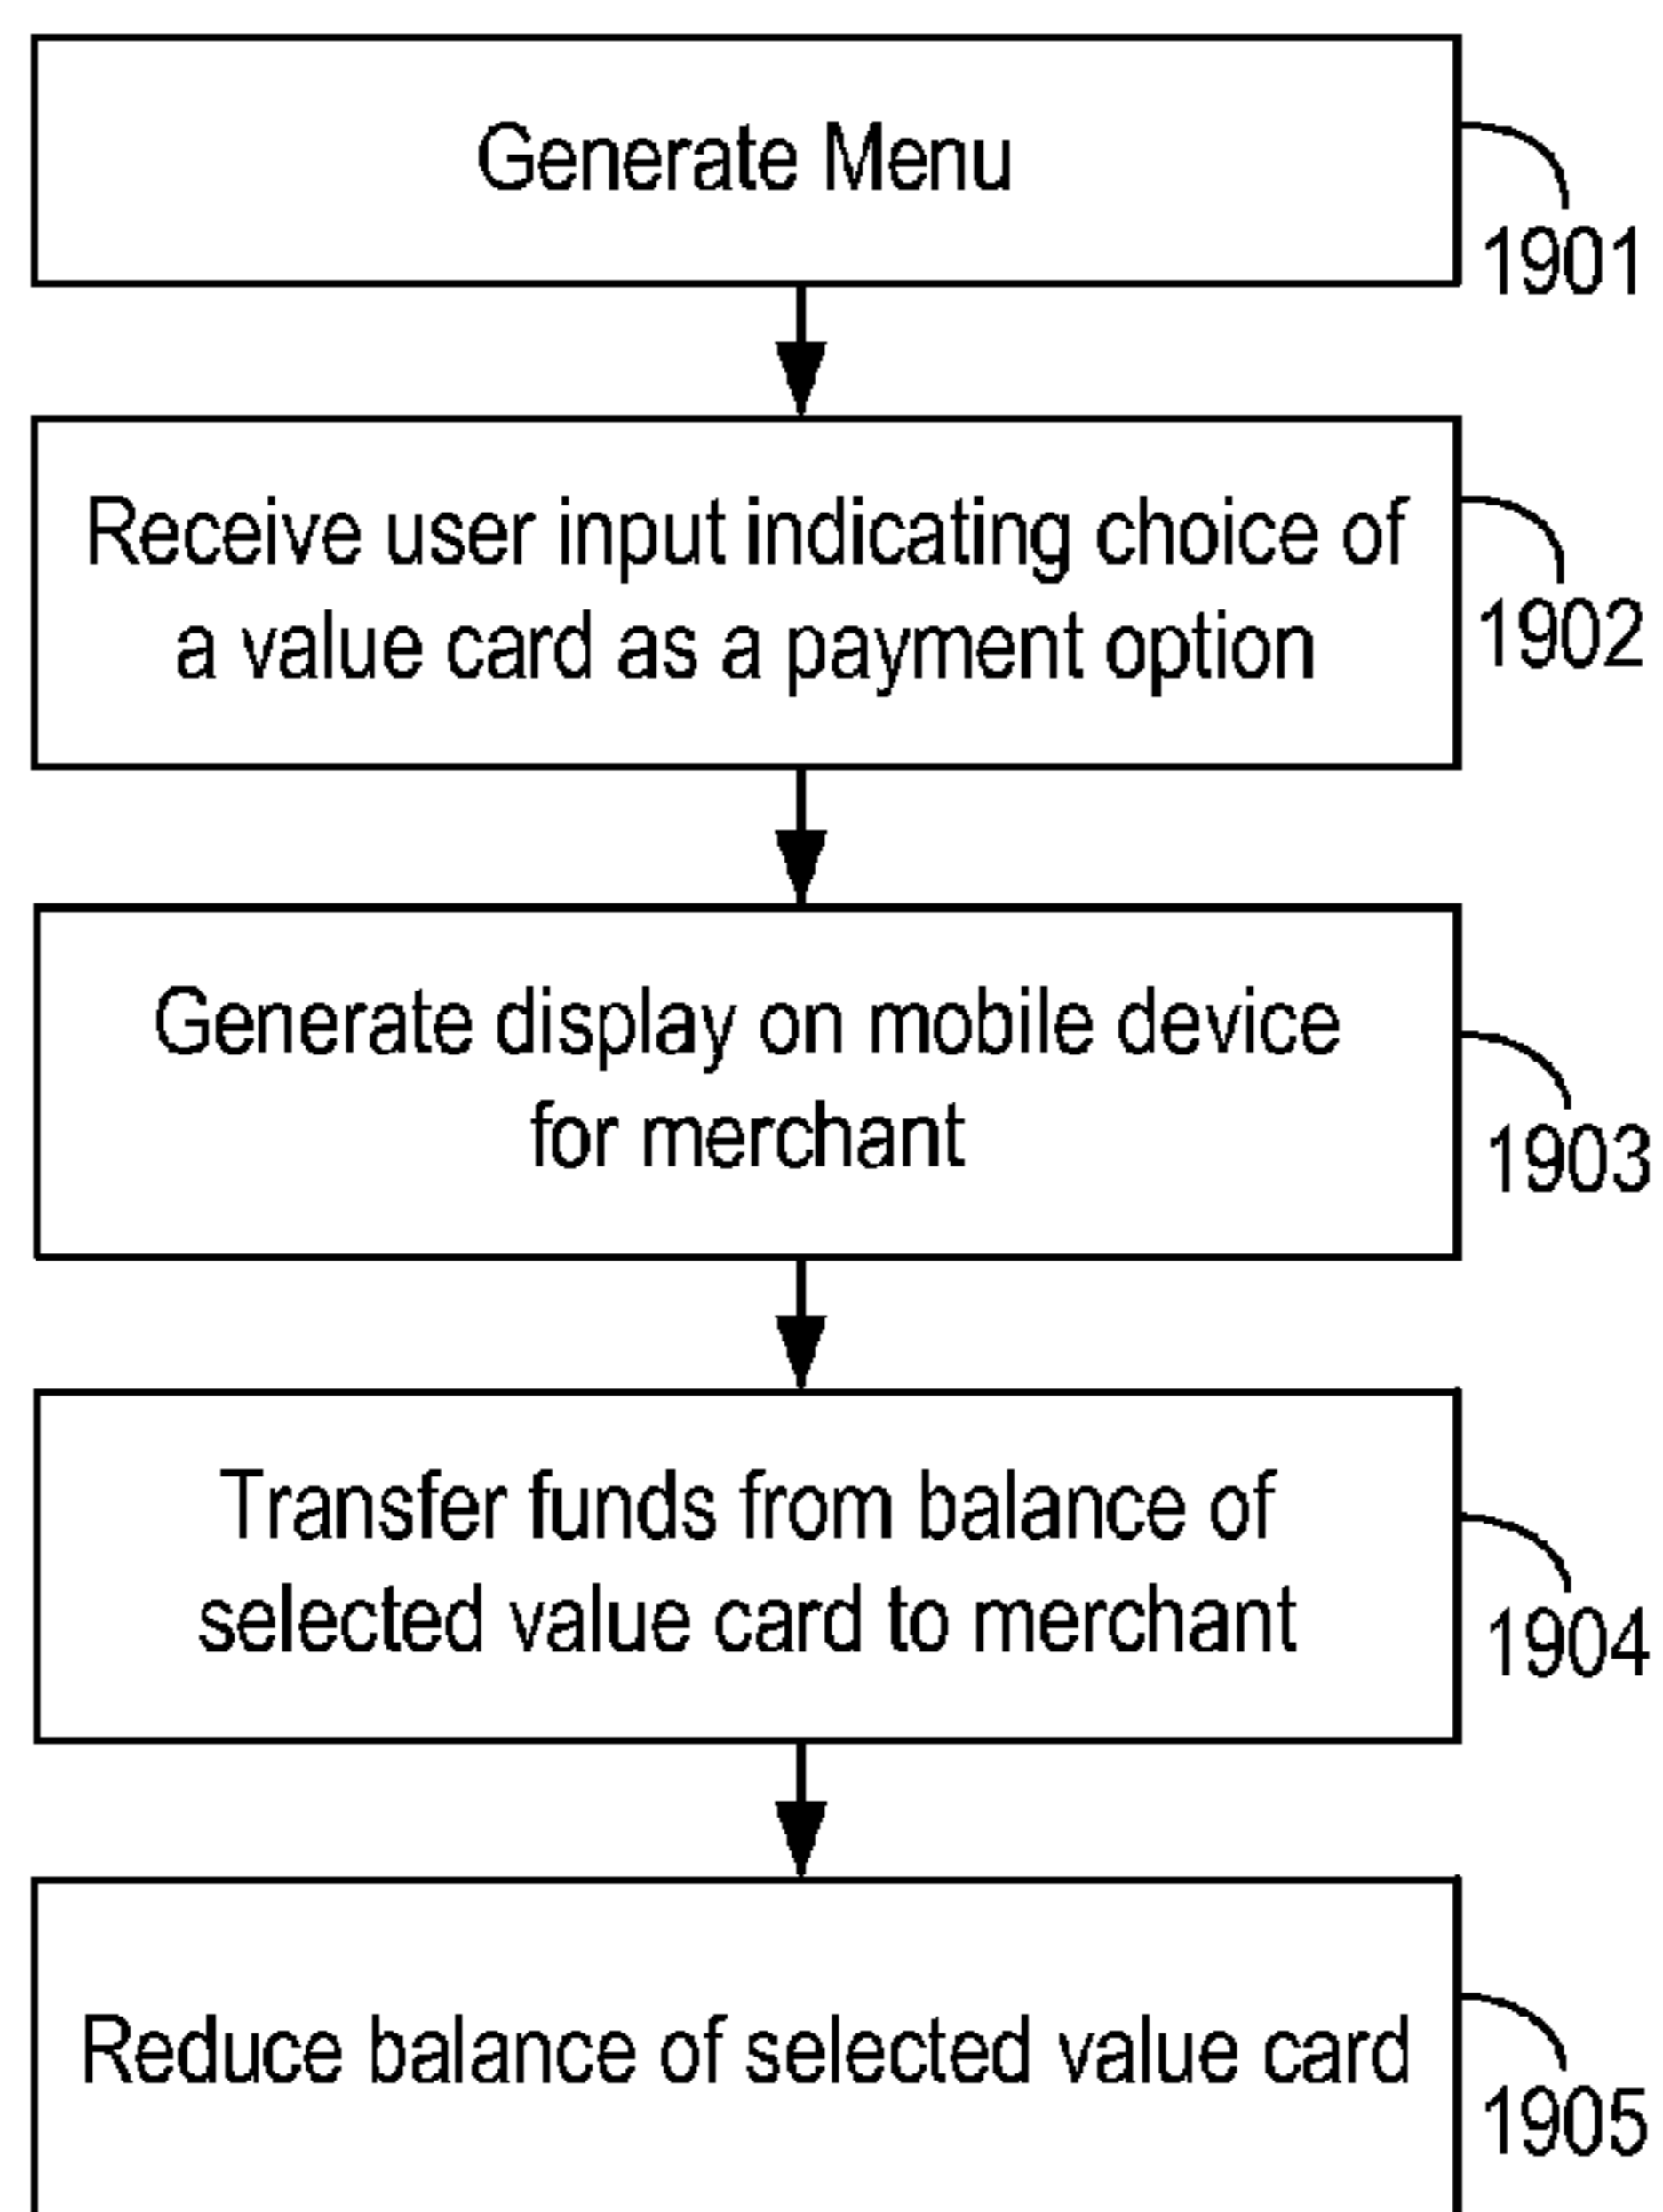 Generate Menu
1901
Receive user input indicating choice of
a value card as a payment option
1902
Generate display on mobile device
for merchant
1903
Transfer funds from balance of
selected value card to merchant
1904
Reduce balance of selected value card
1905